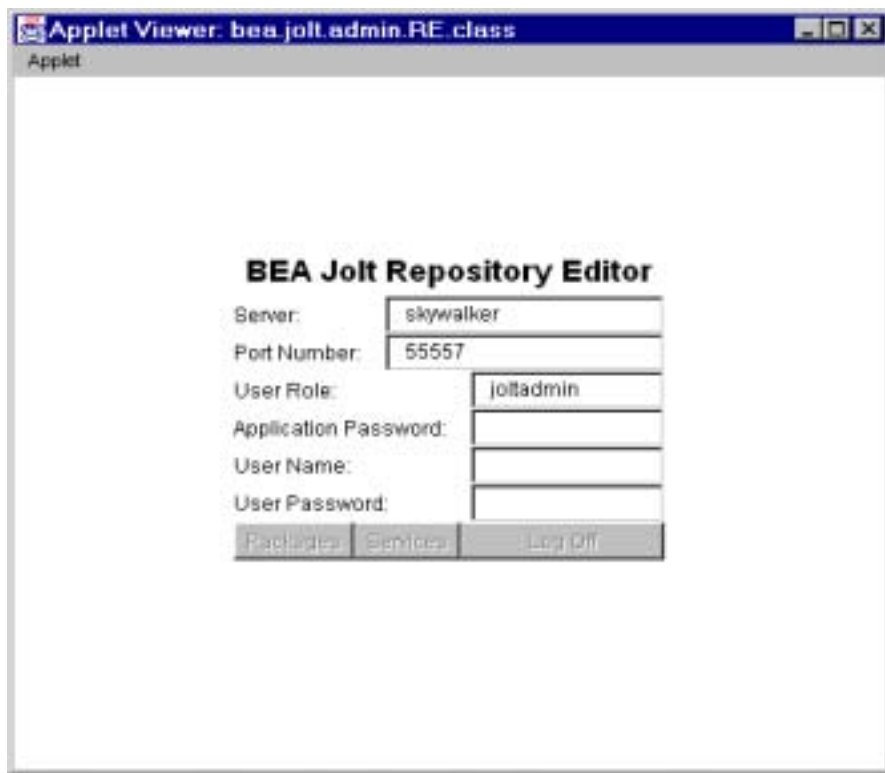 Applet Viewer: bea.jolt.admin.RE.class
Applet
BEA Jolt Repository Editor
Server: skywalker
Port Number: 55557
User Role: joltadmin
Application Password:
User Name:
User Password:
Packages Services Log Off